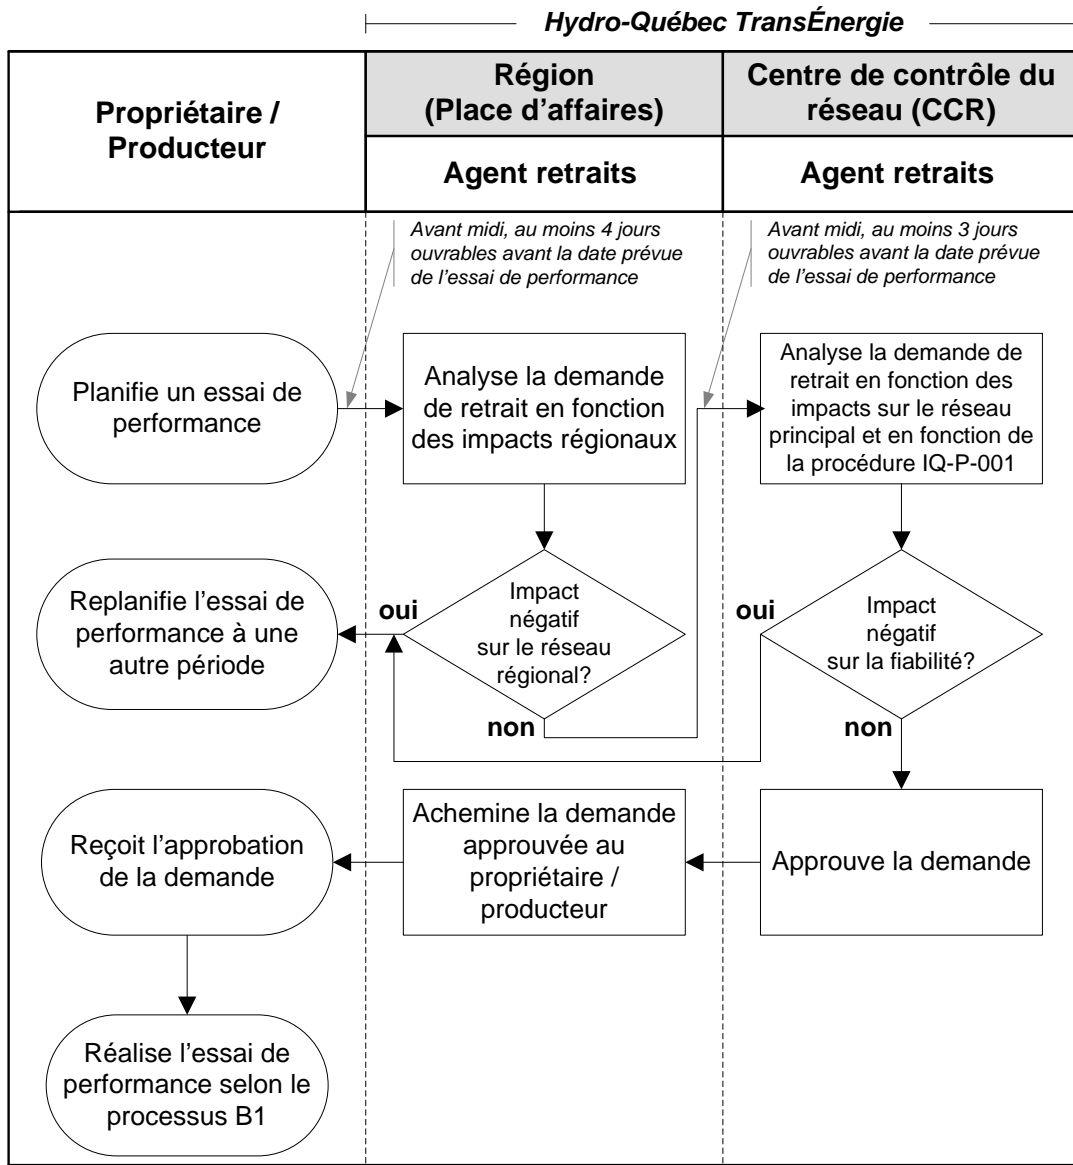 Hydro-Québec TransÉnergie
Propriétaire /
Producteur
Région
(Place d'affaires)
Centre de contrôle du
réseau (CCR)
Agent retraits
Agent retraits
Avant midi, au moins 4 jours
ouvrables avant la date prévue
de l'essai de performance
Avant midi, au moins 3 jours
ouvrables avant la date prévue
de l'essai de performance
Planifie un essai de
performance
Analyse la demande
de retrait en fonction
des impacts régionaux
Analyse la demande de
retrait en fonction des
impacts sur le réseau
principal et en fonction de
la procédure IQ-P-001
Replanifie l'essai de
performance à une
autre période
oui
Impact
négatif
sur le réseau
régional?
non
oui
Impact
négatif
sur la fiabilité?
non
Reçoit l'approbation
de la demande
Achemine la demande
approuvée au
propriétaire /
producteur
Approuve la demande
Réalise l'essai de
performance selon le
processus B1